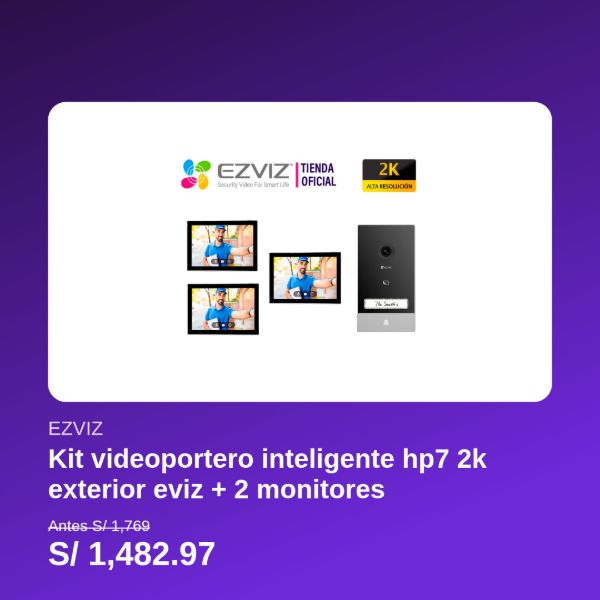 EZVIZ
Security Video For Smart Life
TIENDA
OFICIAL
2K
ALTA RESOLUCIÓN
EZVIZ
Kit videoportero inteligente hp7 2k
exterior eviz + 2 monitores
Antes S/ 1,769
S/ 1,482.97